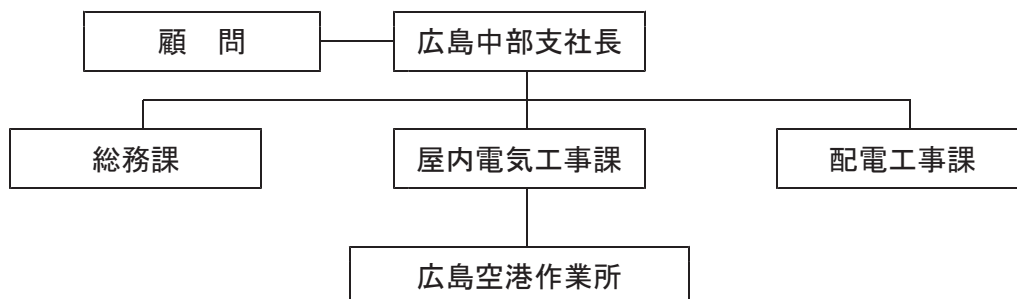 顧　問
広島中部支社長
総務課
屋内電気工事課
配電工事課
広島空港作業所